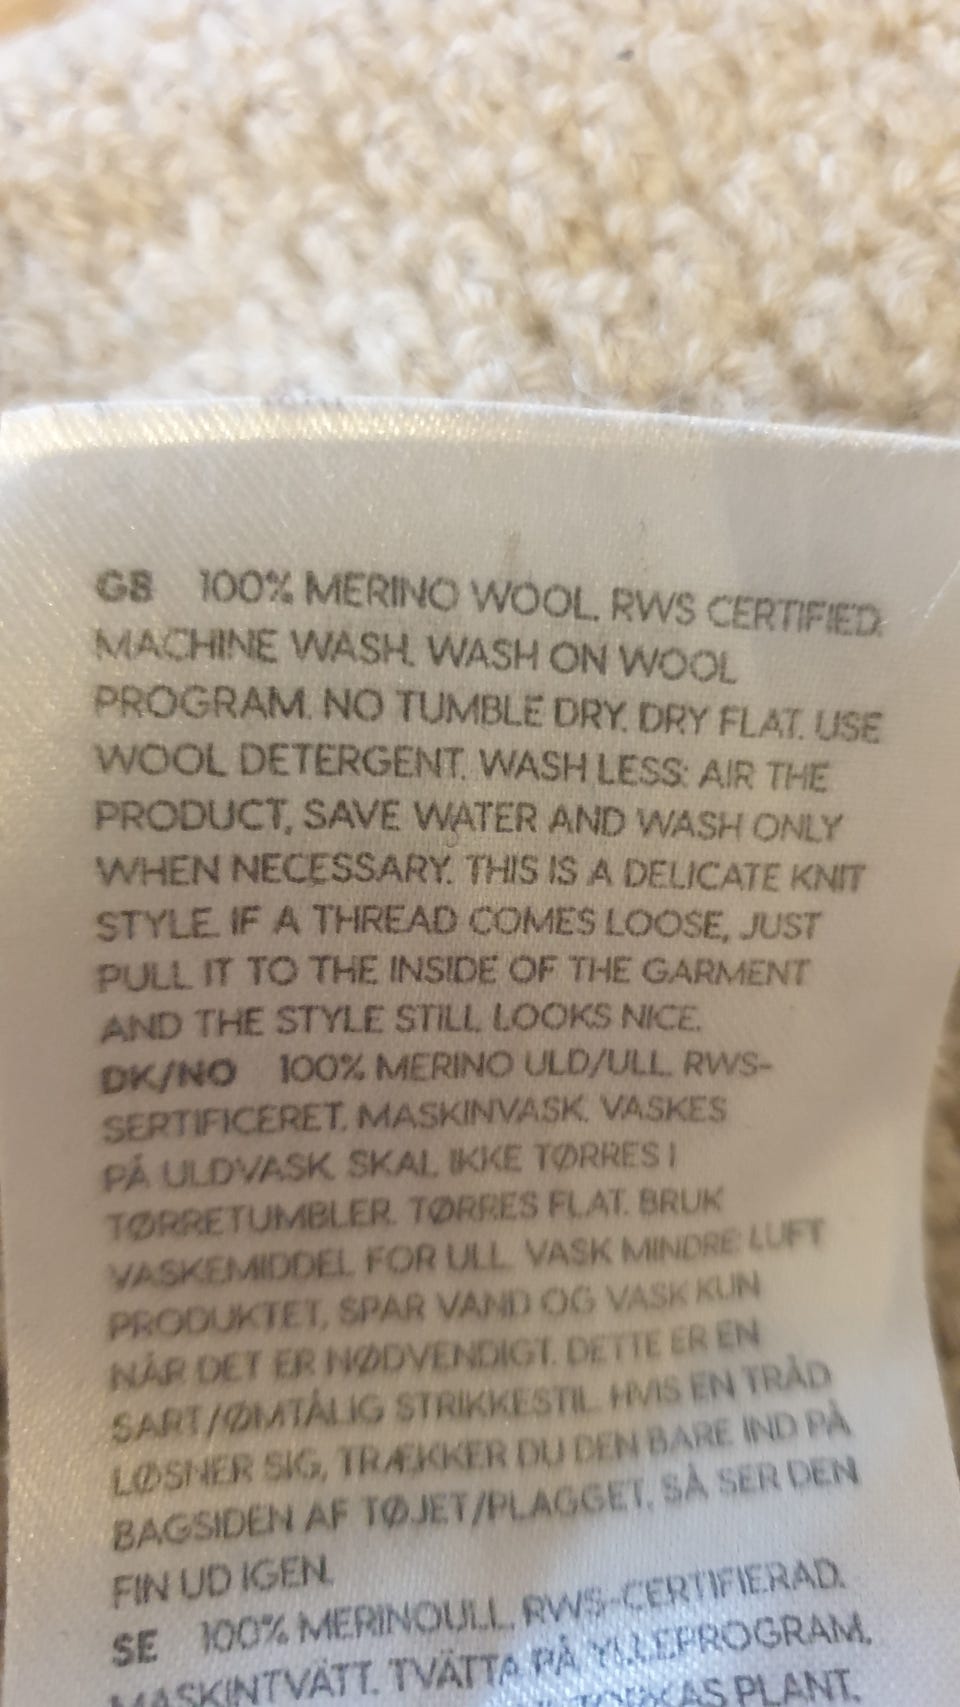 GB 100% MERINO WOOL. RWS CERTIFIED.
MACHINE WASH. WASH ON WOOL
PROGRAM. NO TUMBLE DRY. DRY FLAT. USE
WOOL DETERGENT. WASH LESS: AIR THE
PRODUCT, SAVE WATER AND WASH ONLY
WHEN NECESSARY. THIS IS A DELICATE KNIT
STYLE. IF A THREAD COMES LOOSE, JUST
PULL IT TO THE INSIDE OF THE GARMENT
AND THE STYLE STILL LOOKS NICE.
DK/NO 100% MERINO ULD/ULL. RWS-
SERTIFICERET. MASKINVASK. VASKES
PÅ ULDVASK. SKAL IKKE TØRRES I
TØRRETUMBLER. TØRRES FLAT. BRUK
VASKEMIDDEL FOR ULL. VASK MINDRE: LUFT
PRODUKTET, SPAR VAND OG VASK KUN
NÅR DET ER NØDVENDIGT. DETTE ER EN
SART/ØMTÅLIG STRIKKESTIL. HVIS EN TRÅD
LØSNER SIG, TRÆKKER DU DEN BARE IND PÅ
BAGSIDEN AF TØJET/PLAGGET. SÅ SER DEN
FIN UD IGEN.
SE 100% MERINOULL. RWS-CERTIFIERAD.
MASKINTVÄTT. TVÄTTA PÅ YLLEPROGRAM.
PLANT.